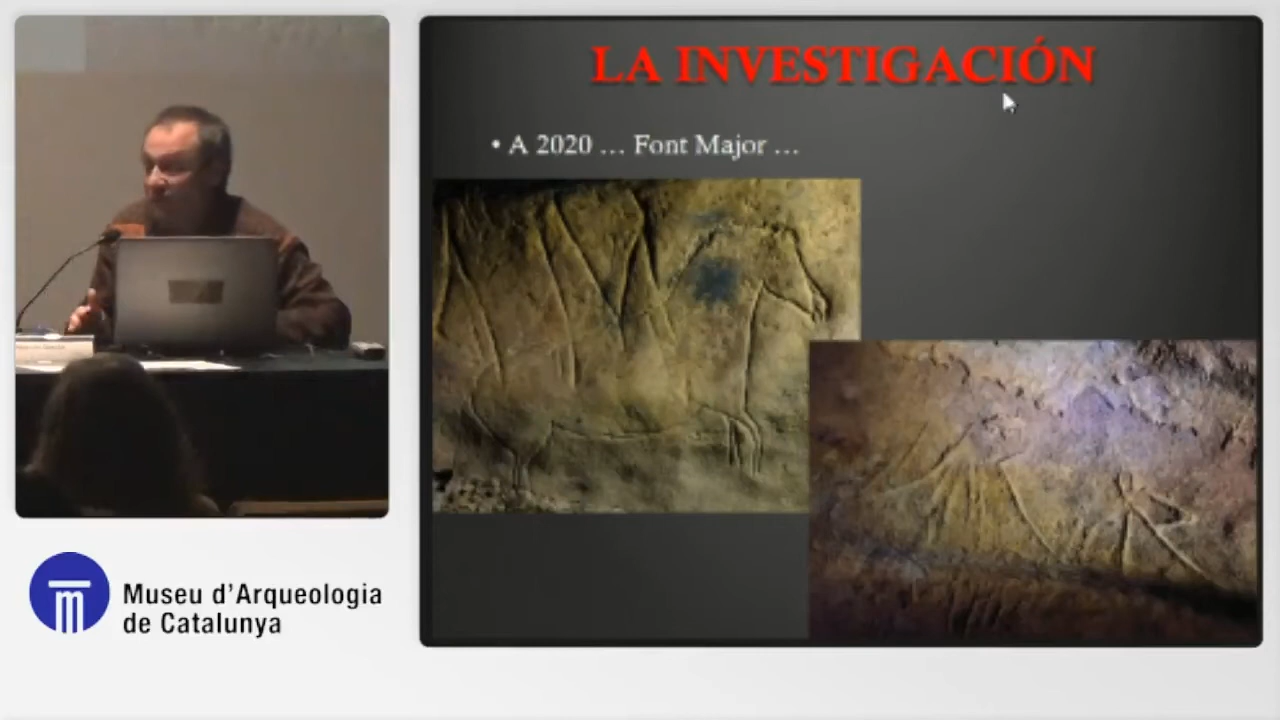 LA INVESTIGACIÓN
• A 2020 … Font Major …
Museu d'Arqueologia
de Catalunya